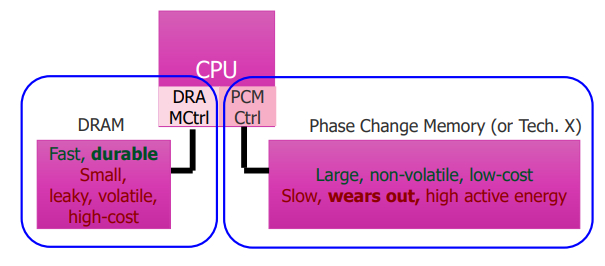 CPU
DRA
MCtrl
PCM
Ctrl
DRAM
Fast, durable
Small,
leaky, volatile,
high-cost
Phase Change Memory (or Tech. X)
Large, non-volatile, low-cost
Slow, wears out, high active energy